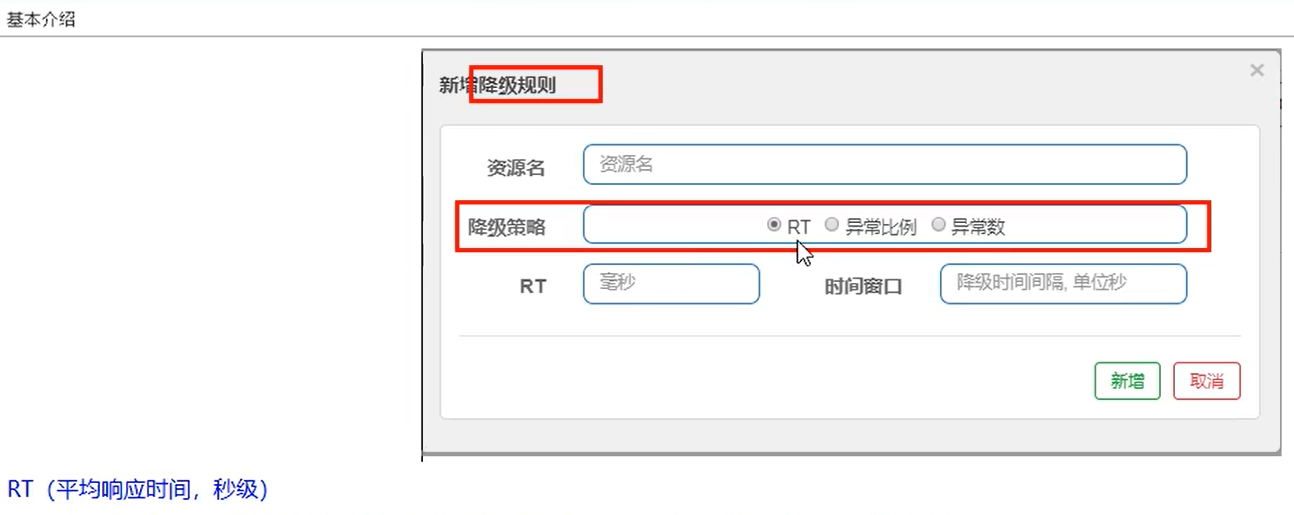 基本介绍
新增降级规则 ×
资源名 资源名
降级策略 RT 异常比例 异常数
RT 毫秒 时间窗口 降级时间间隔, 单位秒
新增 取消
RT（平均响应时间，秒级）